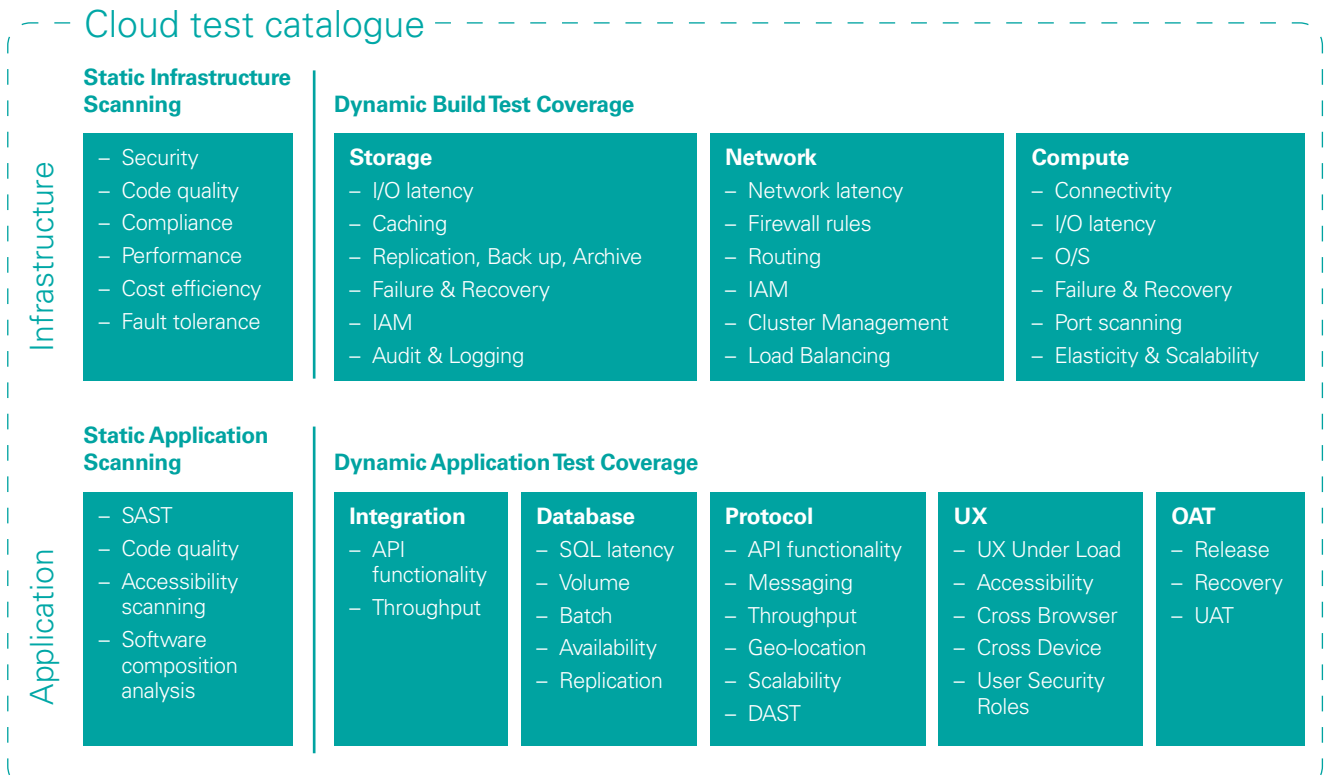 Cloud test catalogue
Infrastructure
Static Infrastructure
Scanning
– Security
– Code quality
– Compliance
– Performance
– Cost efficiency
– Fault tolerance
Dynamic Build Test Coverage
Storage
– I/O latency
– Caching
– Replication, Back up, Archive
– Failure & Recovery
– IAM
– Audit & Logging
Network
– Network latency
– Firewall rules
– Routing
– IAM
– Cluster Management
– Load Balancing
Compute
– Connectivity
– I/O latency
– O/S
– Failure & Recovery
– Port scanning
– Elasticity & Scalability
Application
Static Application
Scanning
– SAST
– Code quality
– Accessibility
scanning
– Software
composition
analysis
Dynamic Application Test Coverage
Integration
– API
functionality
– Throughput
Database
– SQL latency
– Volume
– Batch
– Availability
– Replication
Protocol
– API functionality
– Messaging
– Throughput
– Geo-location
– Scalability
– DAST
UX
– UX Under Load
– Accessibility
– Cross Browser
– Cross Device
– User Security
Roles
OAT
– Release
– Recovery
– UAT